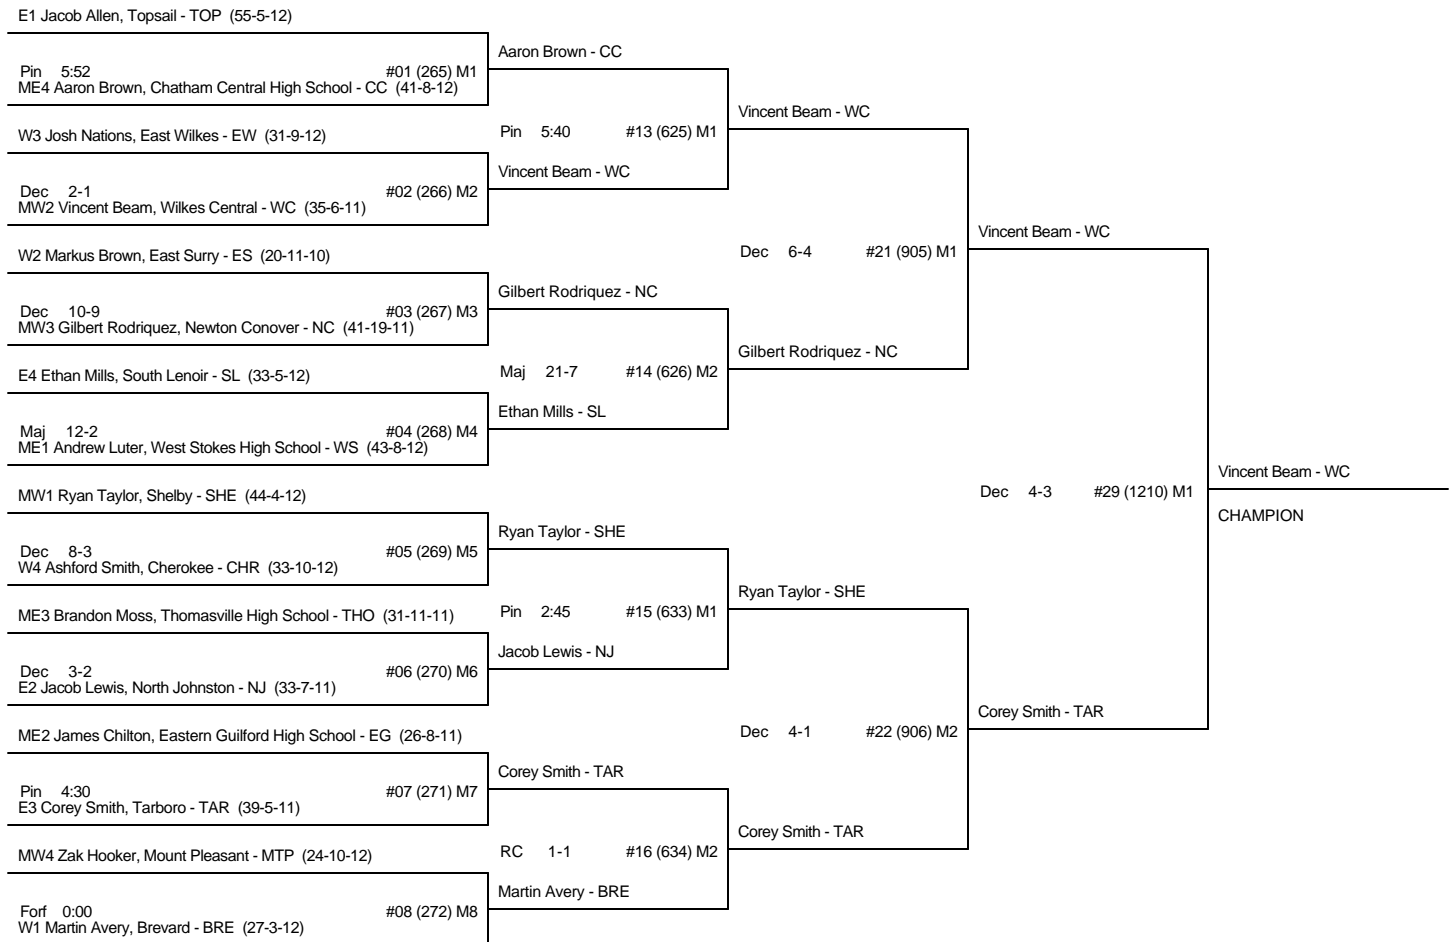 E1 Jacob Allen, Topsail - TOP (55-5-12)
Aaron Brown - CC
Pin 5:52 #01 (265) M1
ME4 Aaron Brown, Chatham Central High School - CC (41-8-12)
Vincent Beam - WC
W3 Josh Nations, East Wilkes - EW (31-9-12)
Pin 5:40 #13 (625) M1
Vincent Beam - WC
Dec 2-1 #02 (266) M2
MW2 Vincent Beam, Wilkes Central - WC (35-6-11)
Vincent Beam - WC
W2 Markus Brown, East Surry - ES (20-11-10)
Dec 6-4 #21 (905) M1
Gilbert Rodriquez - NC
Dec 10-9 #03 (267) M3
MW3 Gilbert Rodriquez, Newton Conover - NC (41-19-11)
Gilbert Rodriquez - NC
E4 Ethan Mills, South Lenoir - SL (33-5-12)
Maj 21-7 #14 (626) M2
Ethan Mills - SL
Maj 12-2 #04 (268) M4
ME1 Andrew Luter, West Stokes High School - WS (43-8-12)
Vincent Beam - WC
Dec 4-3 #29 (1210) M1
CHAMPION
MW1 Ryan Taylor, Shelby - SHE (44-4-12)
Ryan Taylor - SHE
Dec 8-3 #05 (269) M5
W4 Ashford Smith, Cherokee - CHR (33-10-12)
Ryan Taylor - SHE
ME3 Brandon Moss, Thomasville High School - THO (31-11-11)
Pin 2:45 #15 (633) M1
Jacob Lewis - NJ
Dec 3-2 #06 (270) M6
E2 Jacob Lewis, North Johnston - NJ (33-7-11)
Corey Smith - TAR
ME2 James Chilton, Eastern Guilford High School - EG (26-8-11)
Dec 4-1 #22 (906) M2
Corey Smith - TAR
Pin 4:30 #07 (271) M7
E3 Corey Smith, Tarboro - TAR (39-5-11)
Corey Smith - TAR
MW4 Zak Hooker, Mount Pleasant - MTP (24-10-12)
RC 1-1 #16 (634) M2
Martin Avery - BRE
Forf 0:00 #08 (272) M8
W1 Martin Avery, Brevard - BRE (27-3-12)